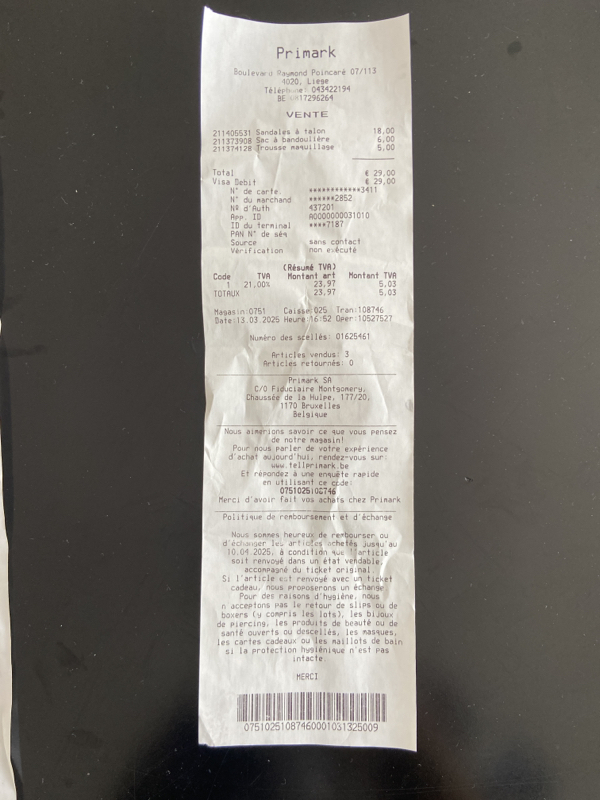 Primark
Boulevard Raymond Poincaré 07/113
4020, Liege
Téléphone: 043422194
BE 17296264
VENTE
211405531 Sandales à talon 18,00
211373908 Sac à bandoulière 6,00
211374128 Trousse maquillage 5,00
Total € 29,00
Visa Debit € 29,00
N° de carte. ************3411
N° du marchand ******2852
Nº d'Auth 437201
App. ID A0000000031010
ID du terminal ****7187
PAN N° de séq
Source sans contact
Vérification non exécuté
(Résumé TVA)
Code TVA Montant art Montant TVA
1 21,00% 23,97 5,03
TOTAUX 23,97 5,03
Magasin:0751 Caisse:025 Tran:108746
Date:13.03.2025 Heure:16:52 Oper:10527527
Numéro des scellés: 01625461
Articles vendus: 3
Articles retournés: 0
Primark SA
C/O Fiduciaire Montgomery,
Chaussée de la Hulpe, 177/20,
1170 Bruxelles
Belgique
Nous aimerions savoir ce que vous pensez
de notre magasin!
Pour nous parler de votre expérience
d'achat aujourd'hui, rendez-vous sur:
www.tellprimark.be
Et répondez à une enquête rapide
en utilisant ce code:
0751025108746
Merci d'avoir fait vos achats chez Primark
Politique de remboursement et d'échange
Nous sommes heureux de rembourser ou
d'échanger les articles achetés jusqu'au
10.04.2025, à condition que l'article
soit renvoyé dans un état vendable,
accompagné du ticket original.
Si l'article est renvoyé avec un ticket
cadeau, nous proposerons un échange
Pour des raisons d'hygiène, nous
n acceptons pas le retour de slips ou de
boxers (y compris les lots), les bijoux
de piercing, les produits de beauté ou de
santé ouverts ou descellés, les masques,
les cartes cadeaux ou les maillots de bain
si la protection hygiénique n'est pas
intacte.
MERCI
07510251087460001031325009